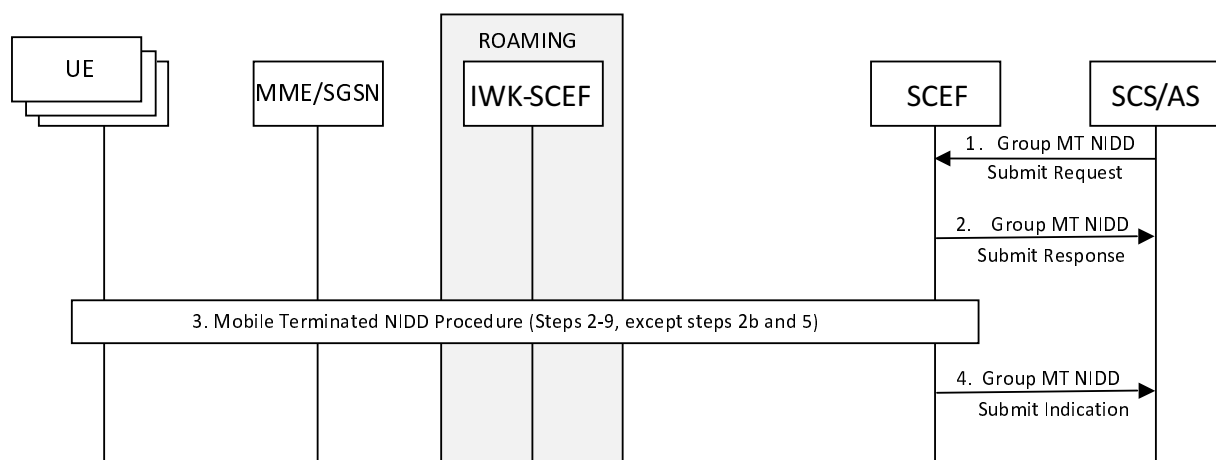 ROAMING
UE
MME/SGSN
IWK-SCEF
SCEF
SCS/AS
1. Group MT NIDD
Submit Request
2. Group MT NIDD
Submit Response
3. Mobile Terminated NIDD Procedure (Steps 2-9, except steps 2b and 5)
4. Group MT NIDD
Submit Indication